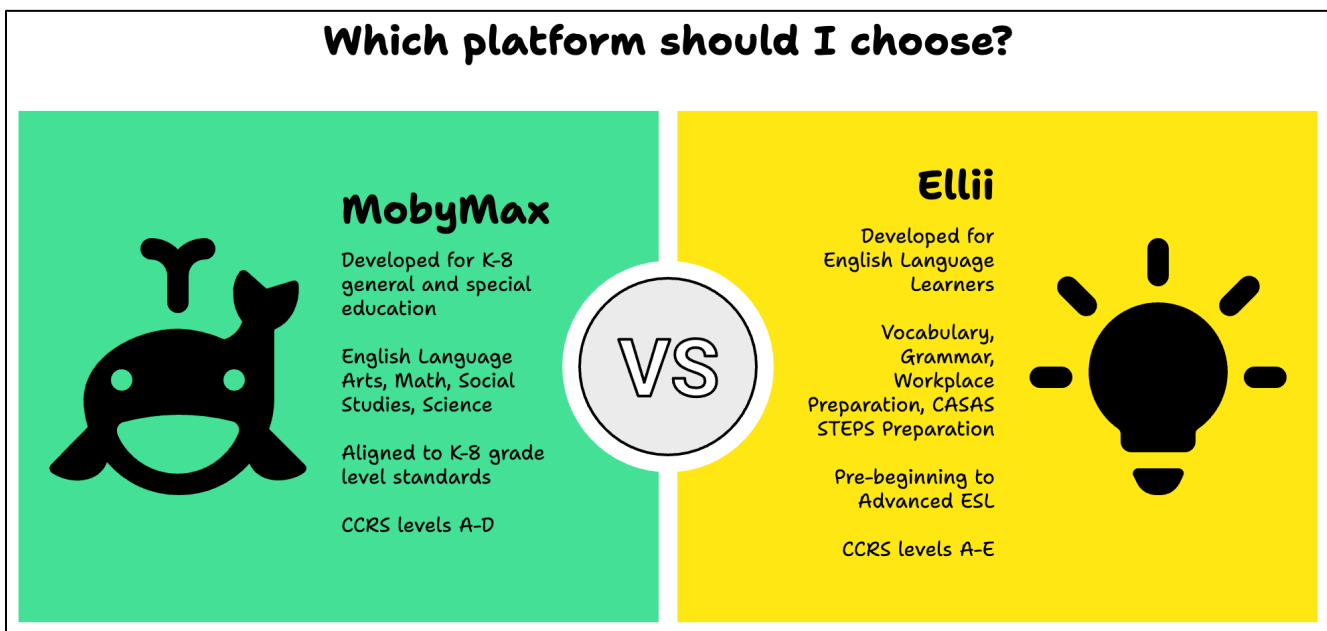 Which platform should I choose?
MobyMax
Developed for K-8
general and special
education
English Language
Arts, Math, Social
Studies, Science
Aligned to K-8 grade
level standards
CCRS levels A-D
VS
Ellii
Developed for
English Language
Learners
Vocabulary,
Grammar,
Workplace
Preparation, CASAS
STEPS Preparation
Pre-beginning to
Advanced ESL
CCRS levels A-E